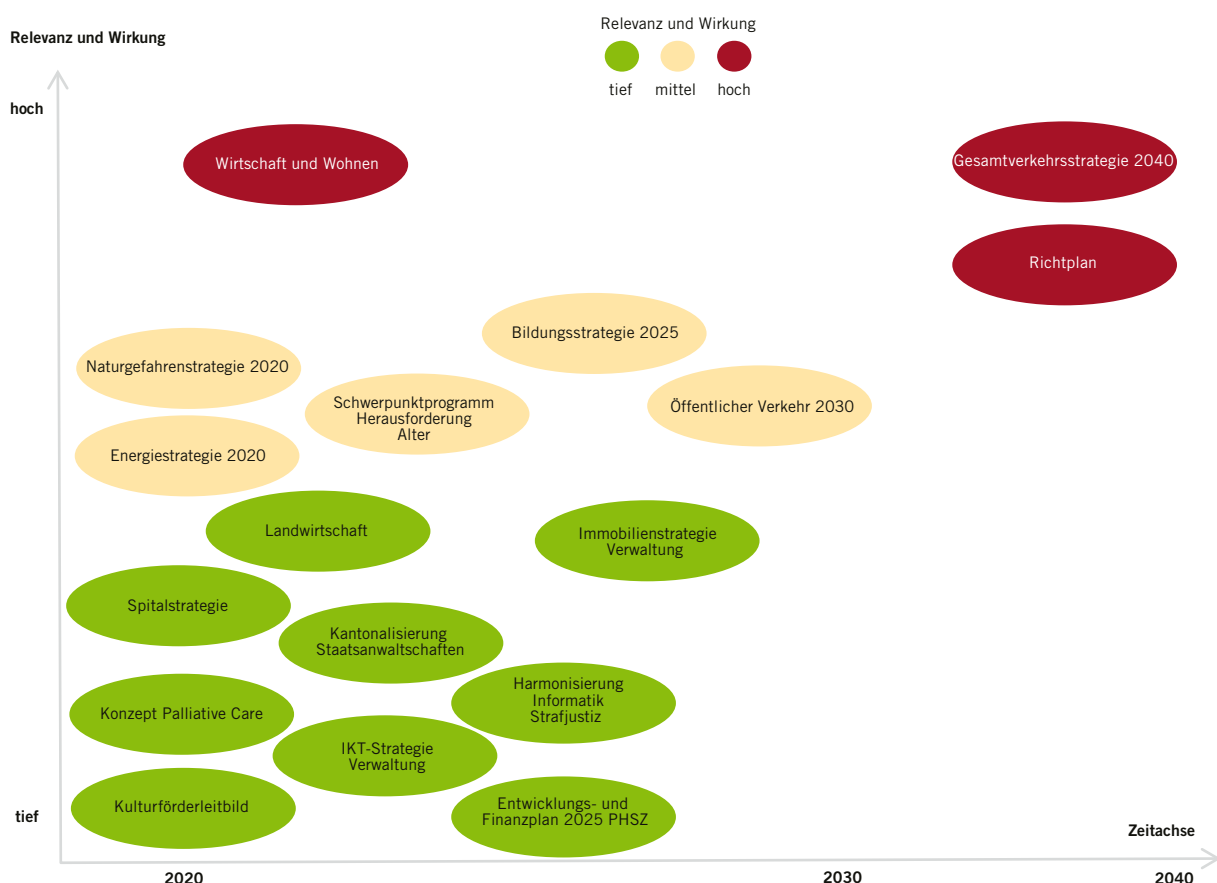 Relevanz und Wirkung
Relevanz und Wirkung
tief mittel hoch
hoch
Wirtschaft und Wohnen
Gesamtverkehrsstrategie 2040
Richtplan
Bildungsstrategie 2025
Naturgefahrenstrategie 2020
Schwerpunktprogramm
Herausforderung
Alter
Öffentlicher Verkehr 2030
Energiestrategie 2020
Landwirtschaft
Immobilienstrategie
Verwaltung
Spitalstrategie
Kantonalisierung
Staatsanwaltschaften
Harmonisierung
Informatik
Strafjustiz
Konzept Palliative Care
IKT-Strategie
Verwaltung
Kulturförderleitbild
Entwicklungs- und
Finanzplan 2025 PHSZ
tief
Zeitachse
2020 2030 2040